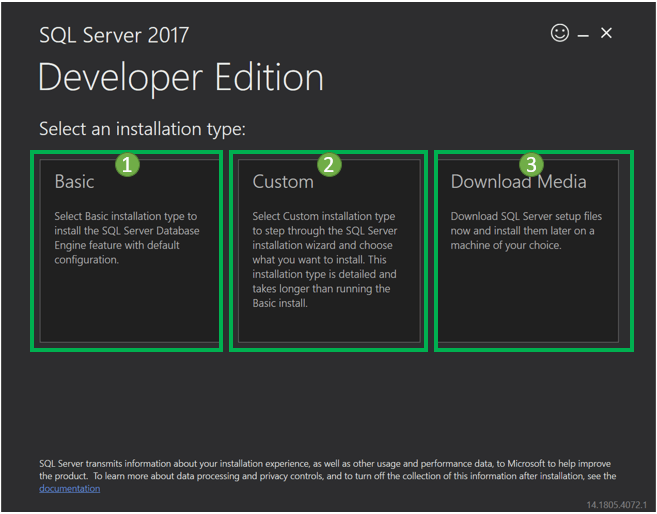 SQL Server 2017
Developer Edition
Select an installation type:
1
Basic
Select Basic installation type to
install the SQL Server Database
Engine feature with default
configuration.
2
Custom
Select Custom installation type
to step through the SQL Server
installation wizard and choose
what you want to install. This
installation type is detailed and
takes longer than running the
Basic install.
3
Download Media
Download SQL Server setup files
now and install them later on a
machine of your choice.
SQL Server transmits information about your installation experience, as well as other usage and performance data, to Microsoft to help improve
the product. To learn more about data processing and privacy controls, and to turn off the collection of this information after installation, see the
documentation
14.1805.4072.1